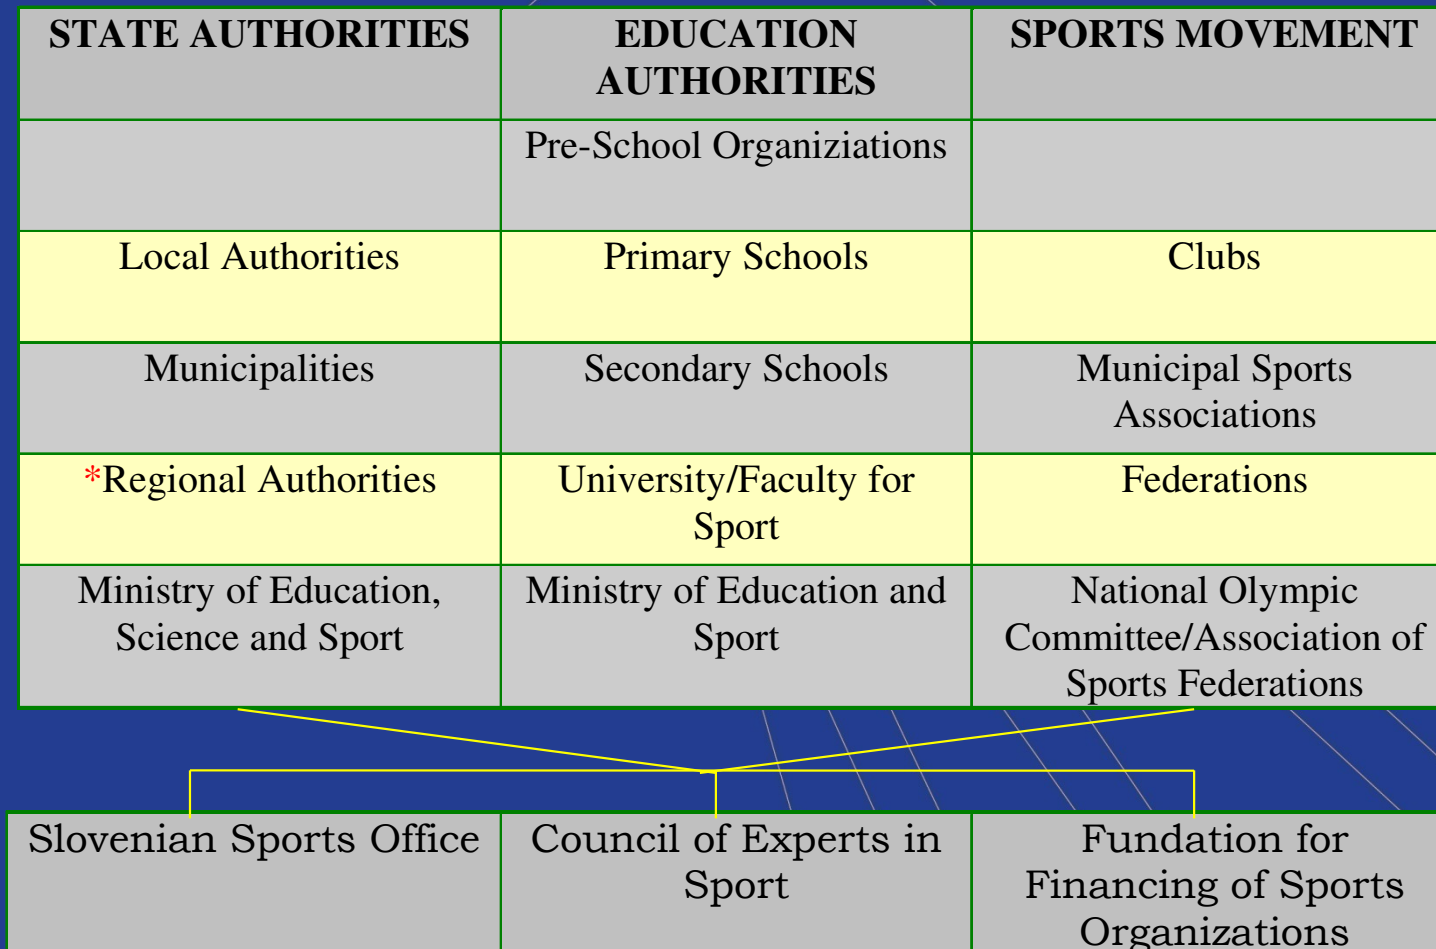 STATE AUTHORITIES
EDUCATION
AUTHORITIES
SPORTS MOVEMENT
Pre-School Organiziations
Local Authorities
Primary Schools
Clubs
Municipalities
Secondary Schools
Municipal Sports
Associations
*Regional Authorities
University/Faculty for
Sport
Federations
Ministry of Education,
Science and Sport
Ministry of Education and
Sport
National Olympic
Committee/Association of
Sports Federations
Slovenian Sports Office
Council of Experts in
Sport
Fundation for
Financing of Sports
Organizations